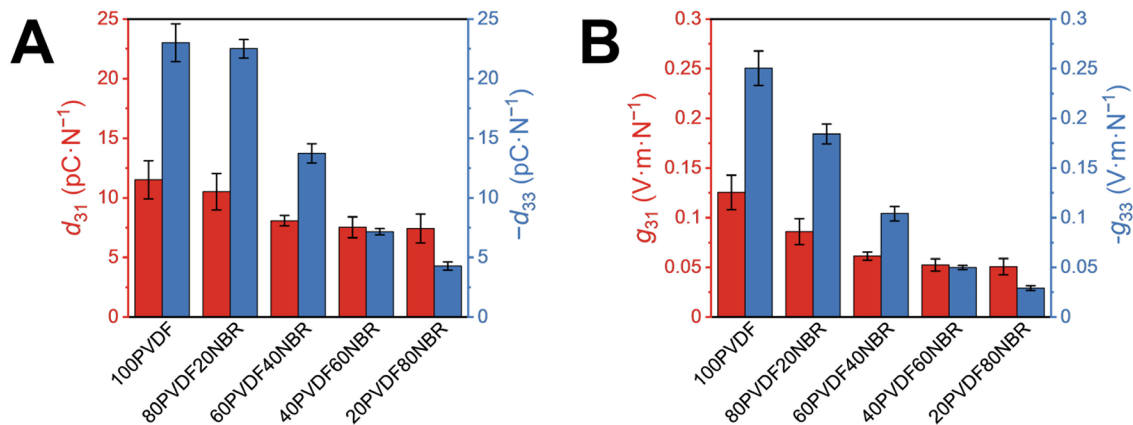 A
25
20
15
10
5
0
d31 (pC·N−1)
25
20
15
10
5
0
−d33 (pC·N−1)
100PVDF
80PVDF20NBR
60PVDF40NBR
40PVDF60NBR
20PVDF80NBR
B
0.3
0.25
0.2
0.15
0.1
0.05
0
g31 (V·m·N−1)
0.3
0.25
0.2
0.15
0.1
0.05
0
-g33 (V·m·N−1)
100PVDF
80PVDF20NBR
60PVDF40NBR
40PVDF60NBR
20PVDF80NBR